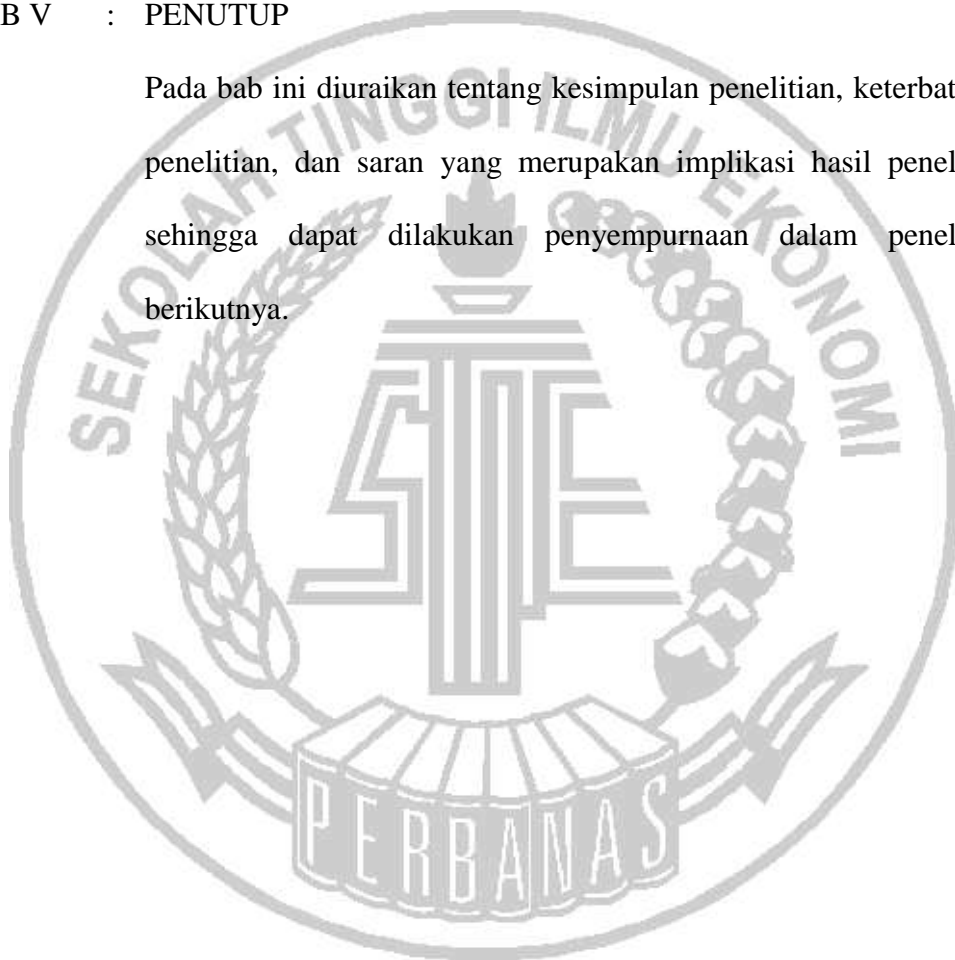 B V : PENUTUP
Pada bab ini diuraikan tentang kesimpulan penelitian, keterbat
penelitian, dan saran yang merupakan implikasi hasil penel
sehingga dapat dilakukan penyempurnaan dalam penel
berikutnya.
SEKOLAH TINGGI ILMU EKONOMI
STIE
PERBANAS